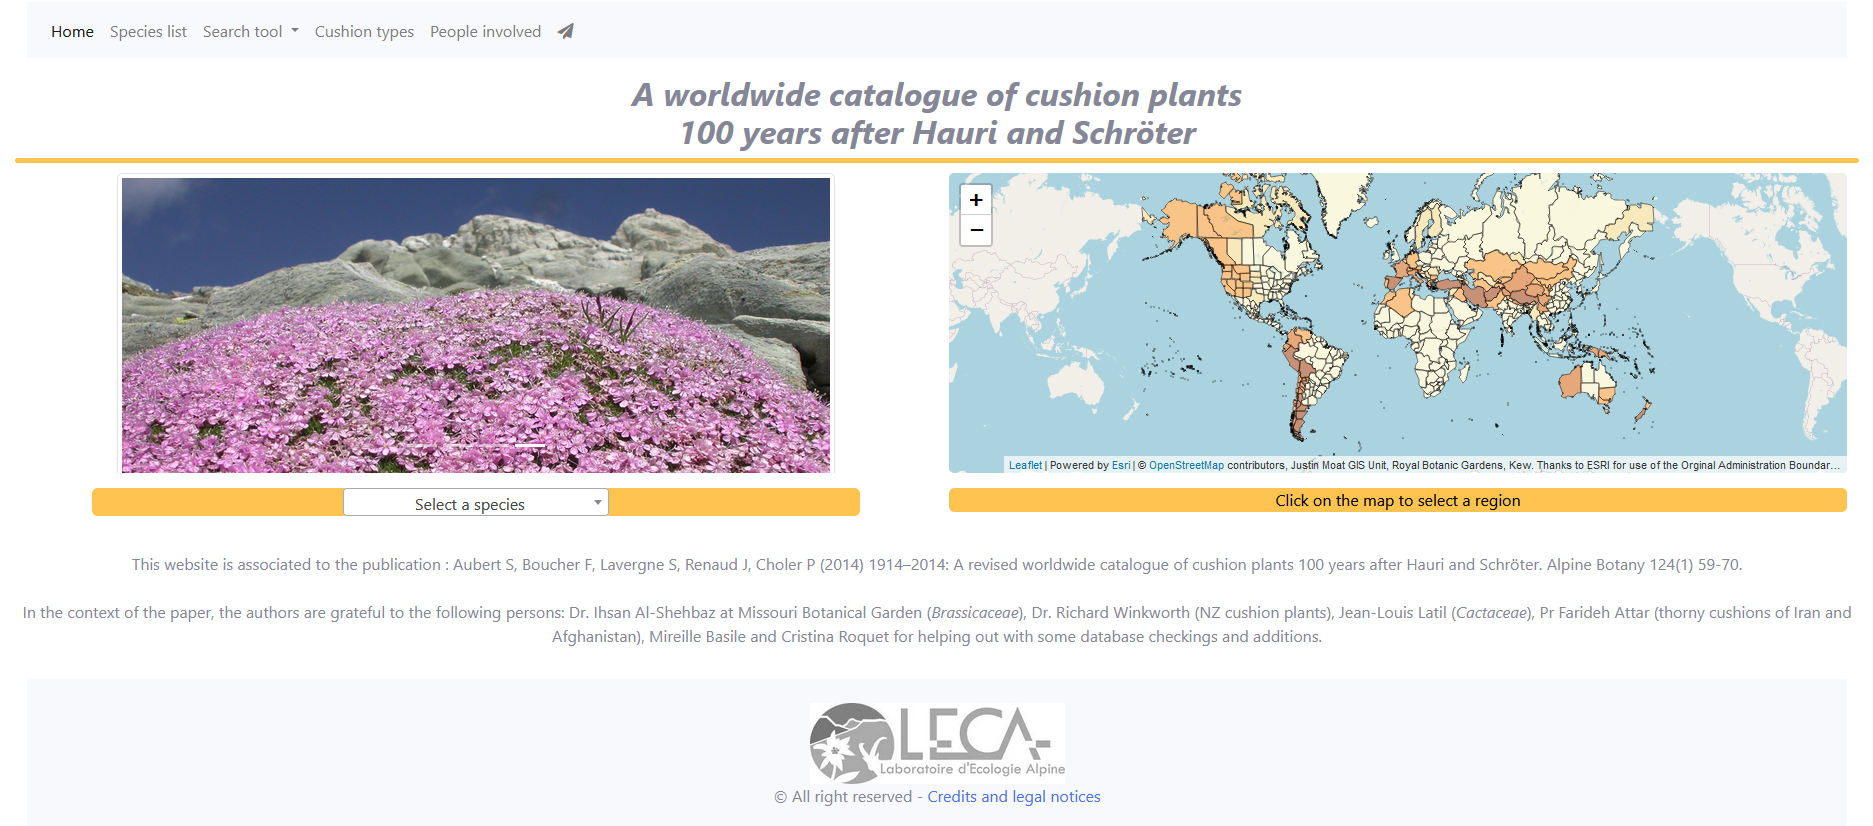 Home Species list Search tool Cushion types People involved
A worldwide catalogue of cushion plants
100 years after Hauri and Schröter
+
−
Leaflet | Powered by Esri | © OpenStreetMap contributors, Justin Moat GIS Unit, Royal Botanic Gardens, Kew. Thanks to ESRI for use of the Orginal Administration Boundar...
Select a species
Click on the map to select a region
This website is associated to the publication : Aubert S, Boucher F, Lavergne S, Renaud J, Choler P (2014) 1914–2014: A revised worldwide catalogue of cushion plants 100 years after Hauri and Schröter. Alpine Botany 124(1) 59-70.
In the context of the paper, the authors are grateful to the following persons: Dr. Ihsan Al-Shehbaz at Missouri Botanical Garden (Brassicaceae), Dr. Richard Winkworth (NZ cushion plants), Jean-Louis Latil (Cactaceae), Pr Farideh Attar (thorny cushions of Iran and
Afghanistan), Mireille Basile and Cristina Roquet for helping out with some database checkings and additions.
LECA
Laboratoire d'Ecologie Alpine
© All right reserved - Credits and legal notices